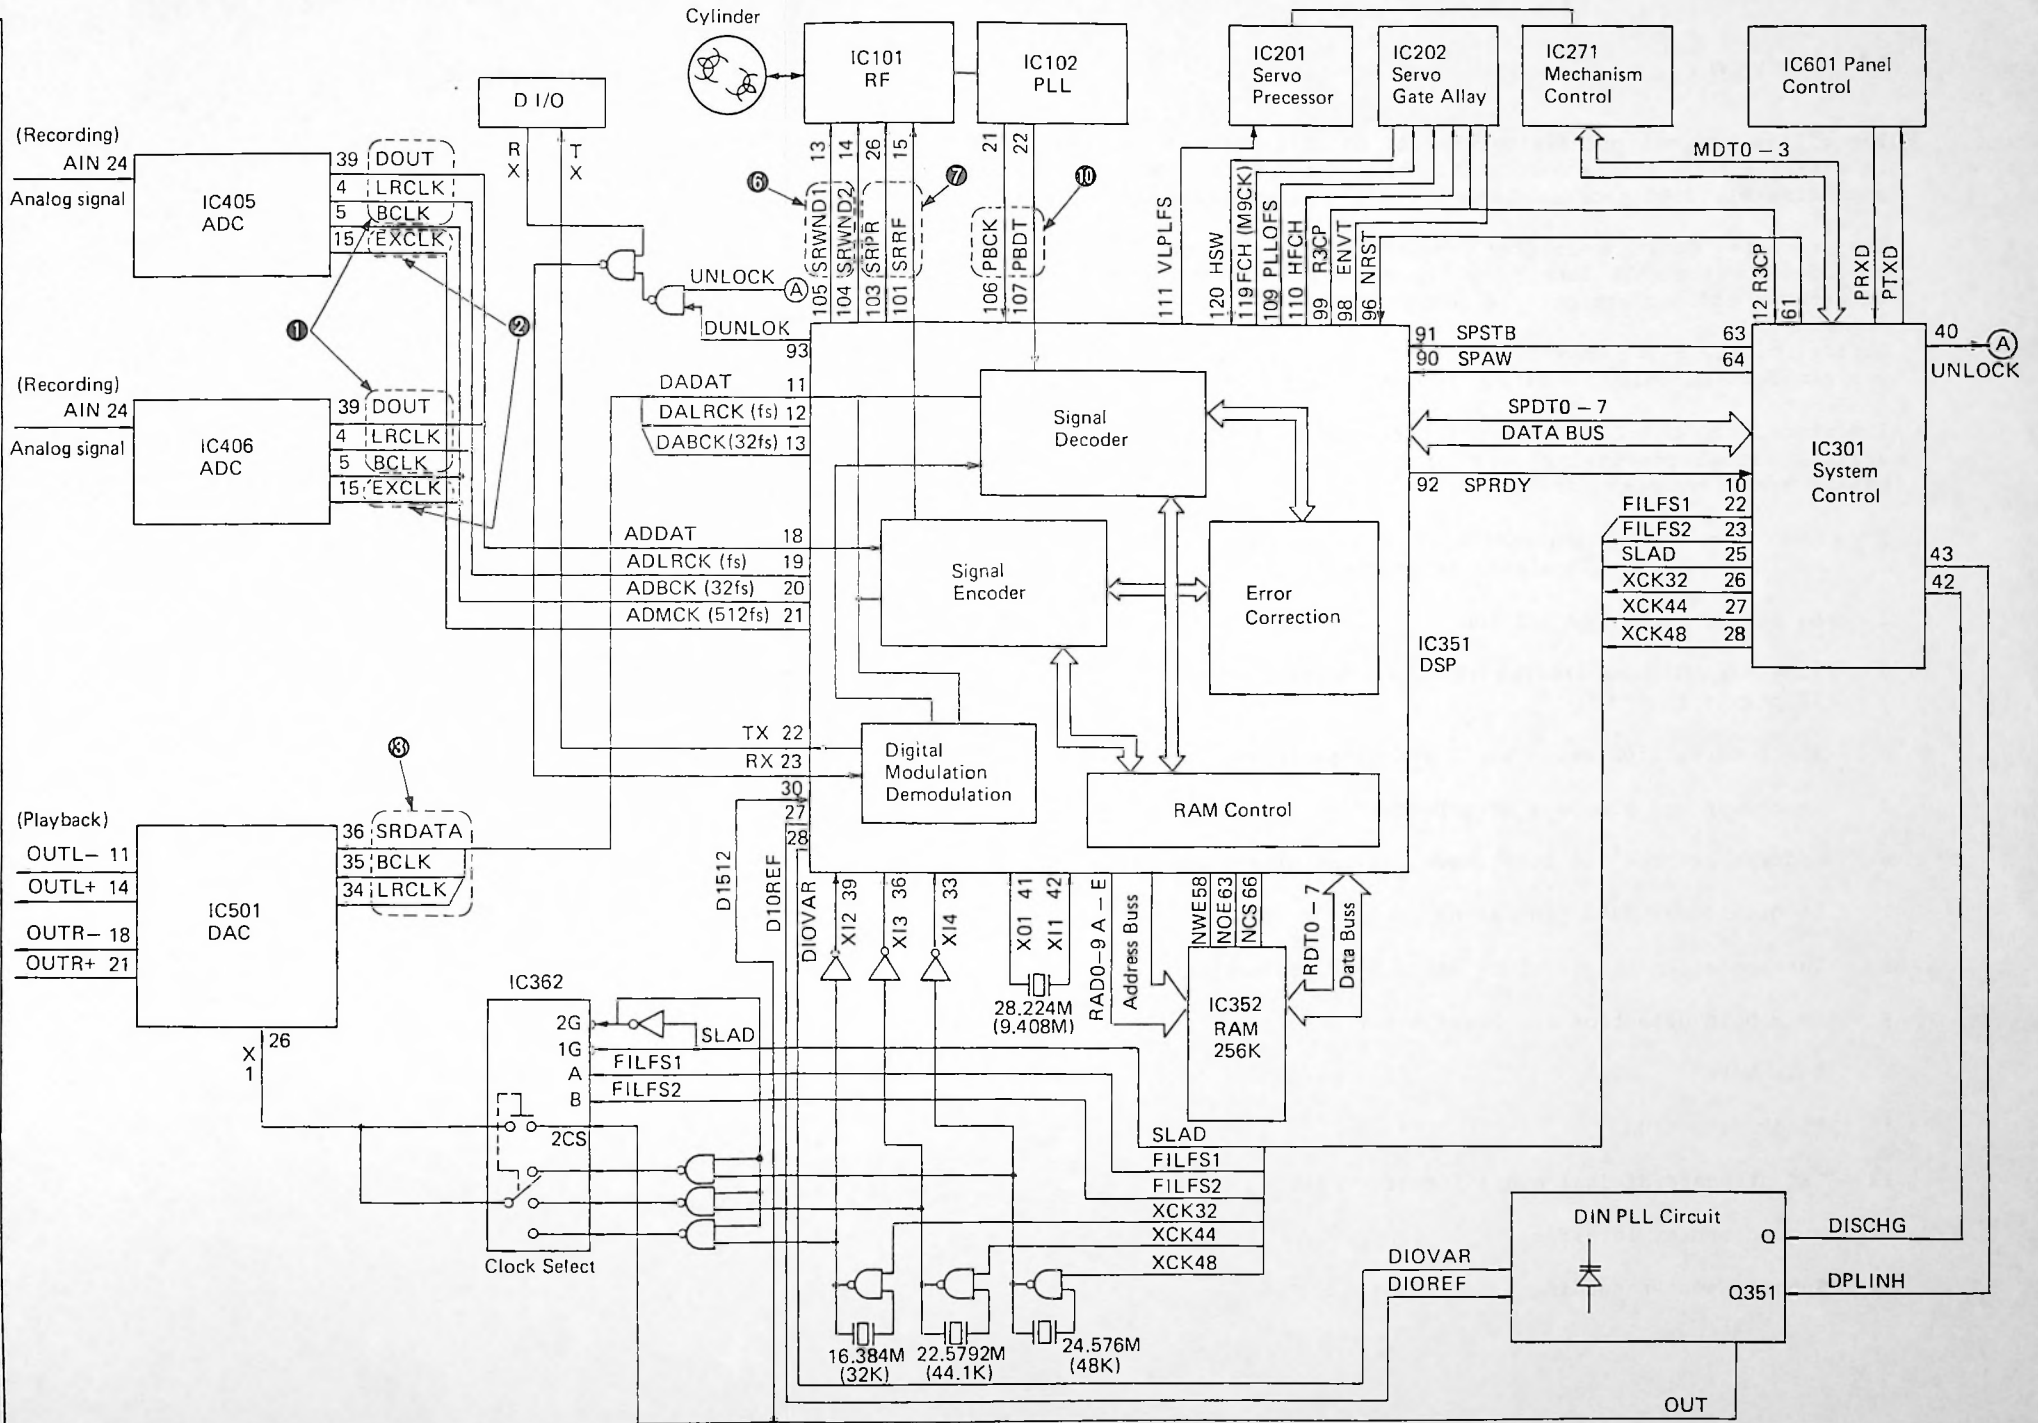 Cylinder
IC101
RF
IC102
PLL
IC201
Servo
Precessor
IC202
Servo
Gate Allay
IC271
Mechanism
Control
IC601 Panel
Control
D I/O
R
X
T
X
(Recording)
AIN 24
Analog signal
IC405
ADC
39 DOUT
4 LRCLK
5 BCLK
15 EXCLK
1
2
(Recording)
AIN 24
Analog signal
IC406
ADC
39 DOUT
4 LRCLK
5 BCLK
15 EXCLK
13
14
26
15
6
7
105 SRWND1
104 SRWND2
103 SRPR
101 SRRF
21
22
10
106 PBCK
107 PBDT
111 VLPLFS
120 HSW
119 FCH (M9CK)
109 PLLOFS
110 HFCH
99 R3CP
98 ENVT
96 NRST
MDT0 – 3
12 R3CP
61
PRXD
PTXD
UNLOCK
A
DUNLOK
93
DADAT 11
DALRCK (fs) 12
DABCK(32fs) 13
ADDAT 18
ADLRCK (fs) 19
ADBCK (32fs) 20
ADMCK (512fs) 21
TX 22
RX 23
30
27
28
Signal
Decoder
Signal
Encoder
Error
Correction
Digital
Modulation
Demodulation
RAM Control
IC351
DSP
91 SPSTB 63
90 SPAW 64
SPDT0 – 7
DATA BUS
92 SPRDY 10
FILFS1 22
FILFS2 23
SLAD 25
XCK32 26
XCK44 27
XCK48 28
IC301
System
Control
40
A
UNLOCK
43
42
3
(Playback)
OUTL– 11
OUTL+ 14
OUTR– 18
OUTR+ 21
IC501
DAC
36 SRDATA
35 BCLK
34 LRCLK
X
1
26
D1512
D10REF
DIOVAR
XI2 39
XI3 36
XI4 33
X01 41
XI1 42
28.224M
(9.408M)
RAD0–9 A – E
Address Buss
NWE58
NOE63
NCS66
RDT0 – 7
Data Buss
IC352
RAM
256K
IC362
2G
1G
A
B
2CS
SLAD
FILFS1
FILFS2
Clock Select
SLAD
FILFS1
FILFS2
XCK32
XCK44
XCK48
16.384M
(32K)
22.5792M
(44.1K)
24.576M
(48K)
DIOVAR
DIOREF
DIN PLL Circuit
Q
Q351
DISCHG
DPLINH
OUT